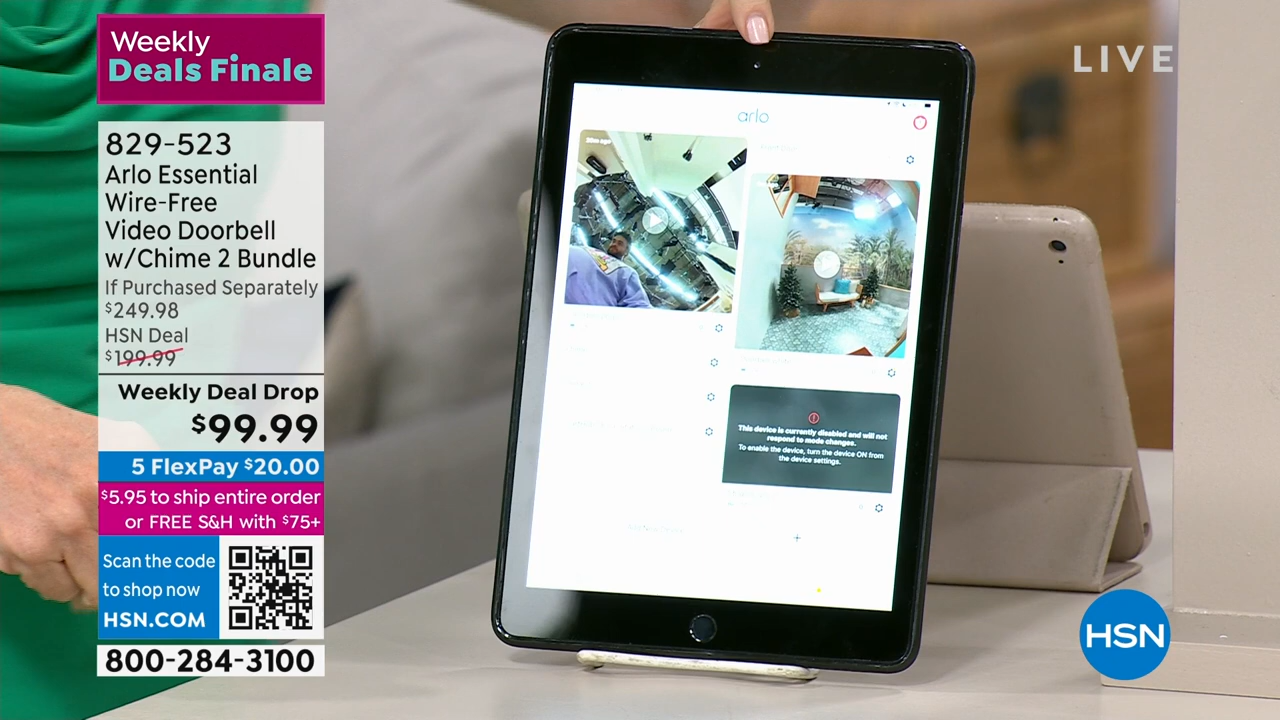 Weekly
Deals Finale
829-523
Arlo Essential
Wire-Free
Video Doorbell
w/Chime 2 Bundle
If Purchased Separately
$249.98
HSN Deal
$199.99
Weekly Deal Drop
$99.99
5 FlexPay $20.00
$5.95 to ship entire order
or FREE S&H with $75+
Scan the code
to shop now
HSN.COM
800-284-3100
LIVE
arlo
This device is currently disabled and will not
respond to mode changes.
To enable the device, turn the device ON from
the device settings.
HSN